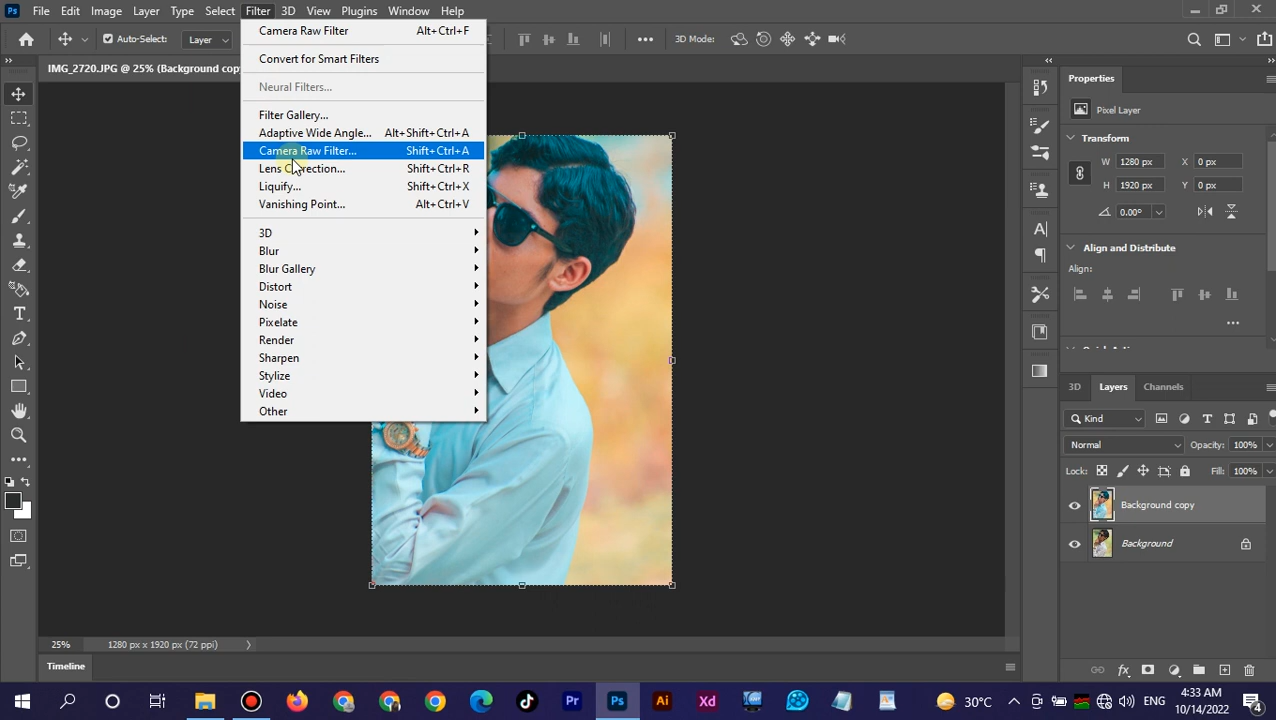 Ps File Edit Image Layer Type Select Filter 3D View Plugins Window Help
Auto-Select: Layer 3D Mode:
IMG_2720.JPG @ 25% (Background cop
Camera Raw Filter Alt+Ctrl+F
Convert for Smart Filters
Neural Filters...
Filter Gallery...
Adaptive Wide Angle... Alt+Shift+Ctrl+A
Camera Raw Filter... Shift+Ctrl+A
Lens Correction... Shift+Ctrl+R
Liquify... Shift+Ctrl+X
Vanishing Point... Alt+Ctrl+V
3D
Blur
Blur Gallery
Distort
Noise
Pixelate
Render
Sharpen
Stylize
Video
Other
Properties
Pixel Layer
Transform
W 1280 px X 0 px
H 1920 px Y 0 px
0.00°
Align and Distribute
Align:
3D Layers Channels
Kind
Normal Opacity: 100%
Lock: Fill: 100%
Background copy
Background
25% 1280 px x 1920 px (72 ppi)
Timeline
Pr Ps Ai Xd 30°C ENG 4:33 AM
10/14/2022
4